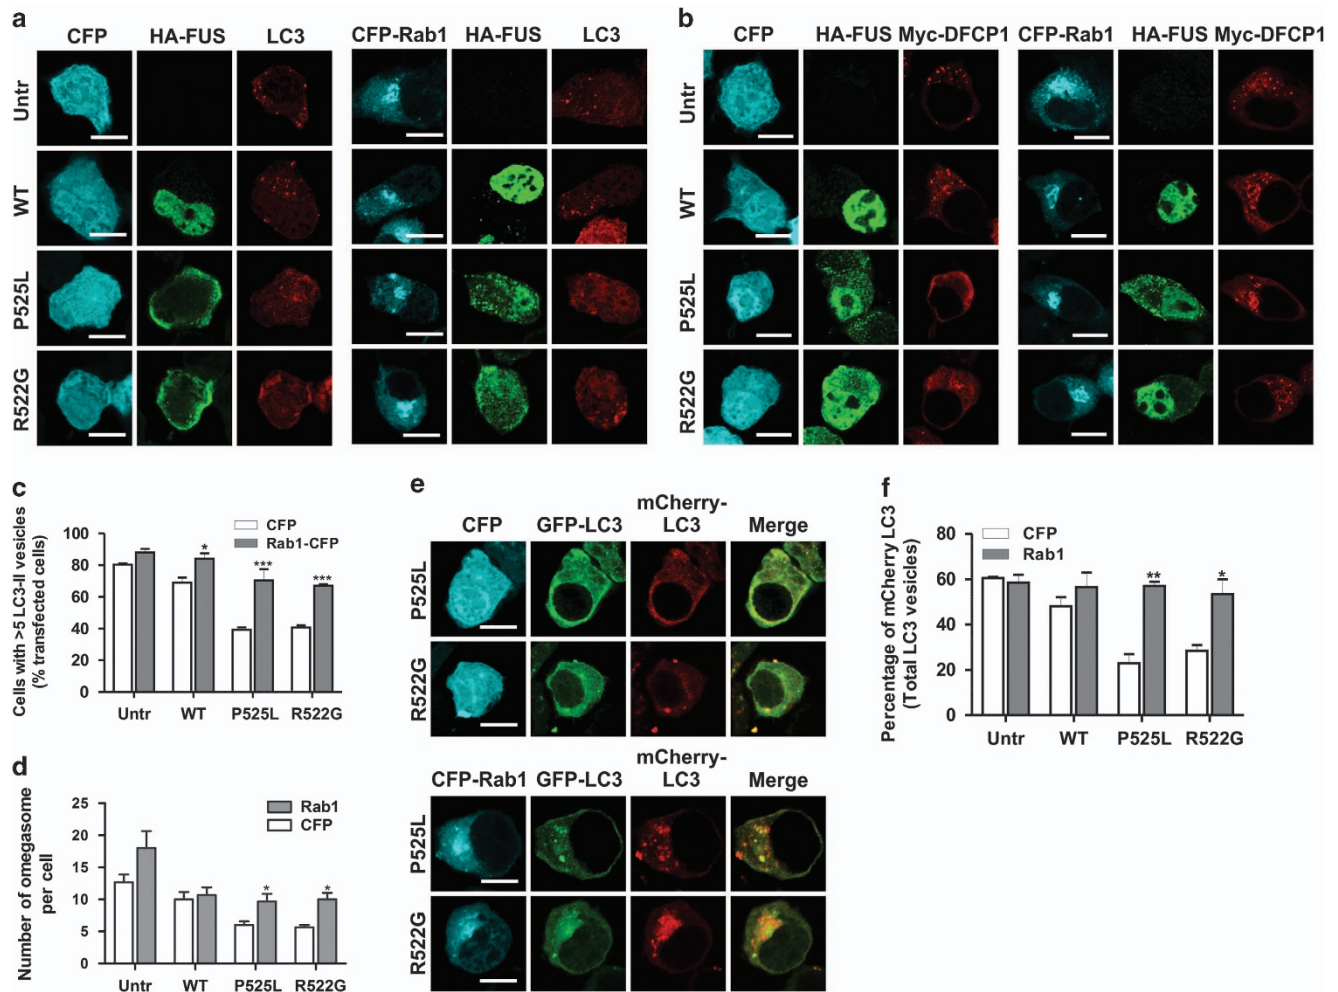 a
CFP HA-FUS LC3 CFP-Rab1 HA-FUS LC3
Untr
WT
P525L
R522G
b
CFP HA-FUS Myc-DFCP1 CFP-Rab1 HA-FUS Myc-DFCP1
Untr
WT
P525L
R522G
c
Cells with >5 LC3-II vesicles
(% transfected cells)
100
80
60
40
20
0
CFP
Rab1-CFP
* *** ***
Untr WT P525L R522G
d
Number of omegasome
per cell
25
20
15
10
5
0
Rab1
CFP
* *
Untr WT P525L R522G
e
mCherry-
CFP GFP-LC3 LC3 Merge
P525L
R522G
mCherry-
CFP-Rab1 GFP-LC3 LC3 Merge
P525L
R522G
f
Percentage of mCherry LC3
(Total LC3 vesicles)
80
60
40
20
0
CFP
Rab1
** *
Untr WT P525L R522G